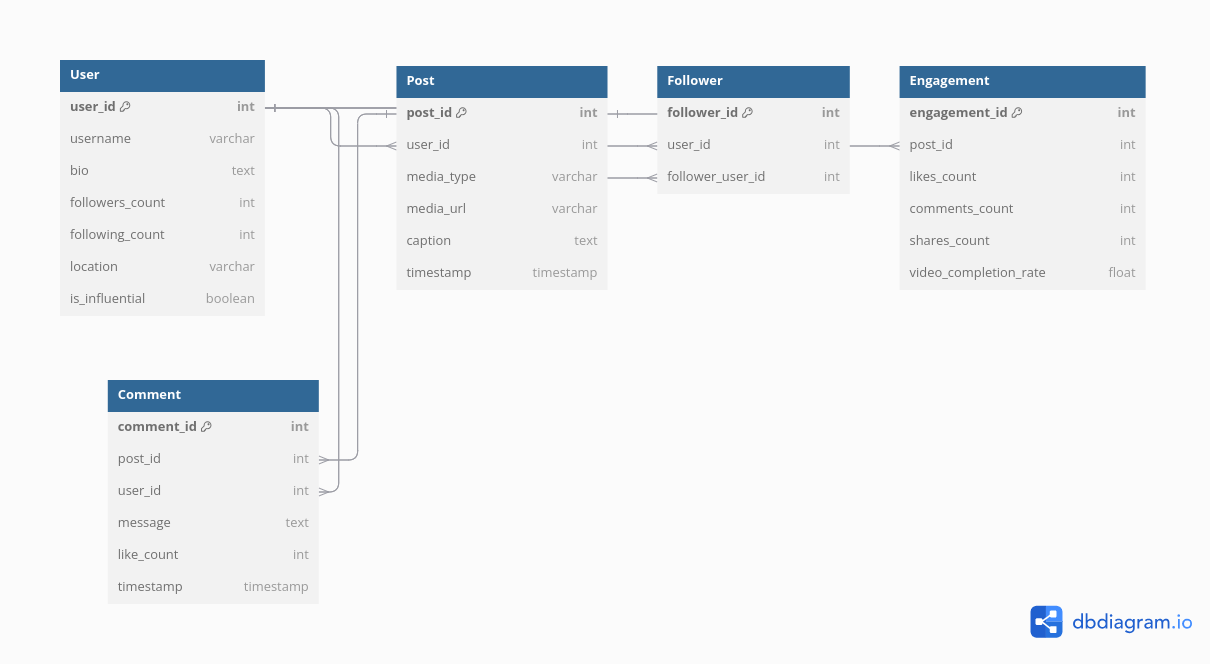 User
user_id int
username varchar
bio text
followers_count int
following_count int
location varchar
is_influential boolean
Post
post_id int
user_id int
media_type varchar
media_url varchar
caption text
timestamp timestamp
Follower
follower_id int
user_id int
follower_user_id int
Engagement
engagement_id int
post_id int
likes_count int
comments_count int
shares_count int
video_completion_rate float
Comment
comment_id int
post_id int
user_id int
message text
like_count int
timestamp timestamp
dbdiagram.io